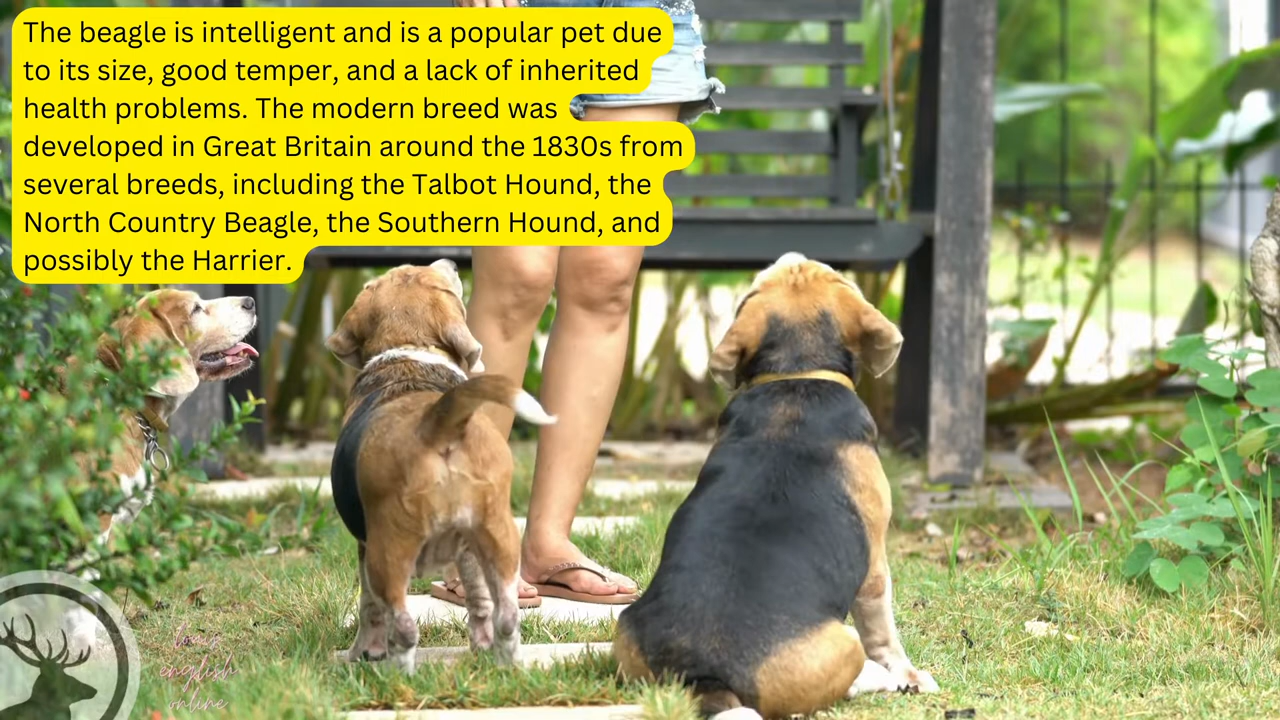 The beagle is intelligent and is a popular pet due
to its size, good temper, and a lack of inherited
health problems. The modern breed was
developed in Great Britain around the 1830s from
several breeds, including the Talbot Hound, the
North Country Beagle, the Southern Hound, and
possibly the Harrier.
english
online